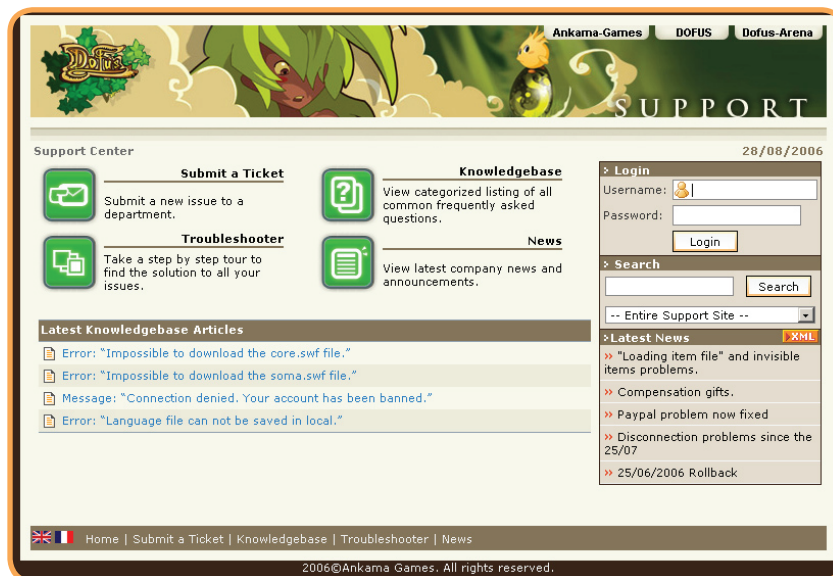 Ankama-Games DOFUS Dofus-Arena
Dofus
SUPPORT
Support Center
28/08/2006
Submit a Ticket
Submit a new issue to a
department.
Knowledgebase
View categorized listing of all
common frequently asked
questions.
Troubleshooter
Take a step by step tour to
find the solution to all your
issues.
News
View latest company news and
announcements.
Latest Knowledgebase Articles
Error: “Impossible to download the core.swf file.”
Error: “Impossible to download the soma.swf file.”
Message: “Connection denied. Your account has been banned.”
Error: “Language file can not be saved in local.”
Login
Username:
Password:
Login
Search
Search
-- Entire Support Site --
Latest News XML
» "Loading item file" and invisible
items problems.
» Compensation gifts.
» Paypal problem now fixed
» Disconnection problems since the
25/07
» 25/06/2006 Rollback
Home | Submit a Ticket | Knowledgebase | Troubleshooter | News
2006©Ankama Games. All rights reserved.